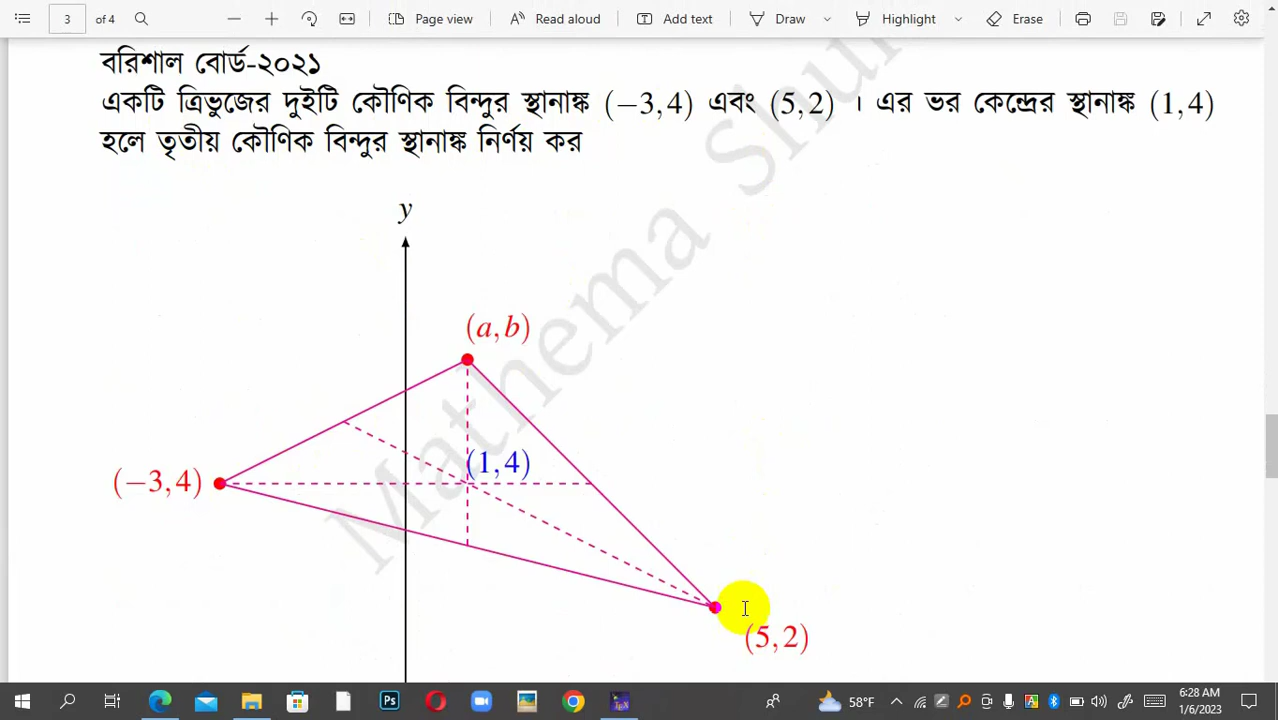 3 of 4 Page view Read aloud Add text Draw Highlight Erase
বরিশাল বোর্ড-২০২১
একটি ত্রিভুজের দুইটি কৌণিক বিন্দুর স্থানাঙ্ক (−3,4) এবং (5,2) । এর ভর কেন্দ্রের স্থানাঙ্ক (1,4)
হলে তৃতীয় কৌণিক বিন্দুর স্থানাঙ্ক নির্ণয় কর
y
(a,b)
(1,4)
(−3,4)
(5,2)
58°F 6:28 AM
1/6/2023